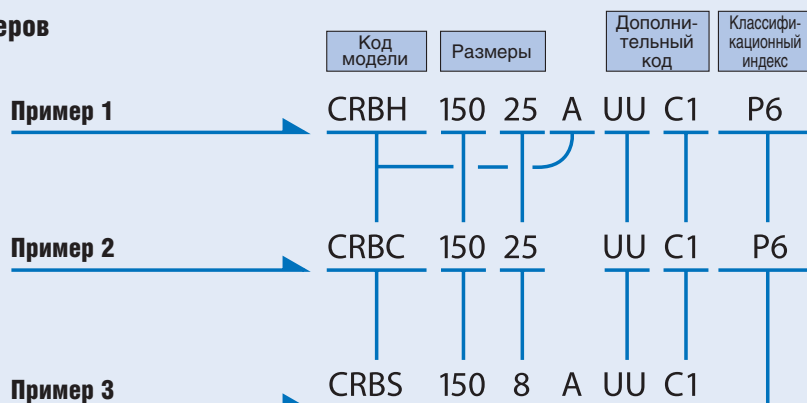 еров
Код
модели
Размеры
Дополни-
тельный
код
Классифи-
кационный
индекс
Пример 1 CRBH 150 25 A UU C1 P6
Пример 2 CRBC 150 25 UU C1 P6
Пример 3 CRBS 150 8 A UU C1